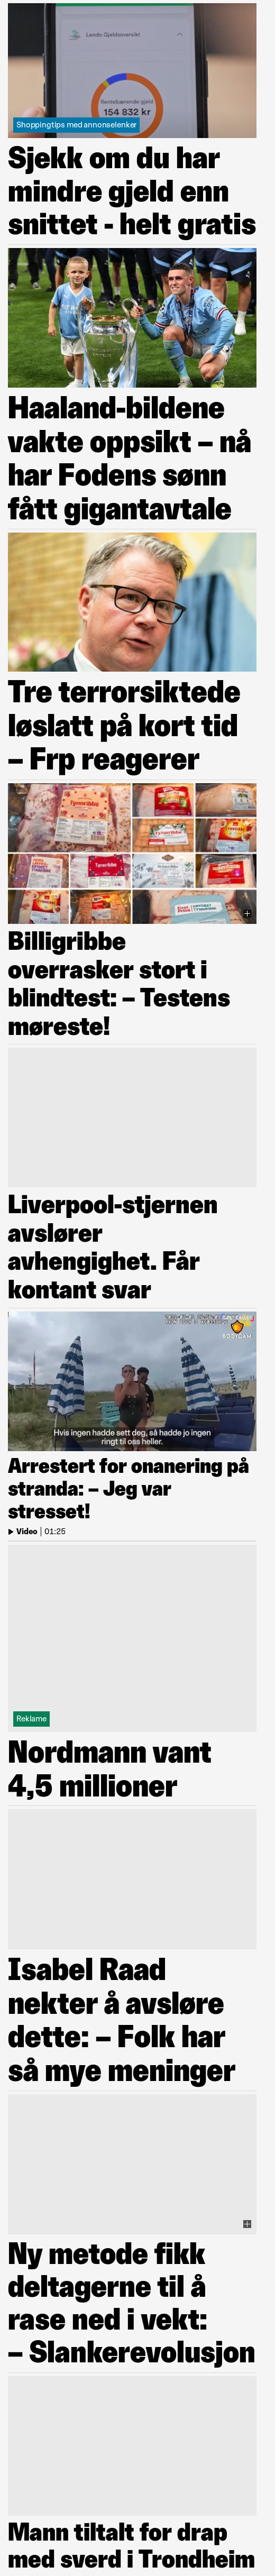 Lendo Gjeldsoversikt
Rentebærende gjeld
154 832 kr
Shoppingtips med annonselenker
Sjekk om du har
mindre gjeld enn
snittet - helt gratis
Haaland-bildene
vakte oppsikt – nå
har Fodens sønn
fått gigantavtale
Tre terrorsiktede
løslatt på kort tid
– Frp reagerer
Billigribbe
overrasker stort i
blindtest: – Testens
møreste!
Liverpool-stjernen
avslører
avhengighet. Får
kontant svar
BODYCAM
Hvis ingen hadde sett deg, så hadde jo ingen
ringt til oss heller.
Arrestert for onanering på
stranda: – Jeg var
stresset!
Video | 01:25
Reklame
Nordmann vant
4,5 millioner
Isabel Raad
nekter å avsløre
dette: – Folk har
så mye meninger
Ny metode fikk
deltagerne til å
rase ned i vekt:
– Slankerevolusjon
Mann tiltalt for drap
med sverd i Trondheim